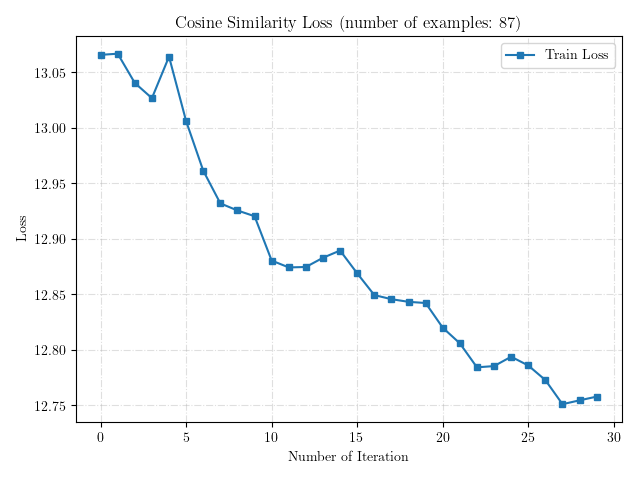 Cosine Similarity Loss (number of examples: 87)
Train Loss
13.05
13.00
12.95
12.90
12.85
12.80
12.75
Loss
0 5 10 15 20 25 30
Number of Iteration